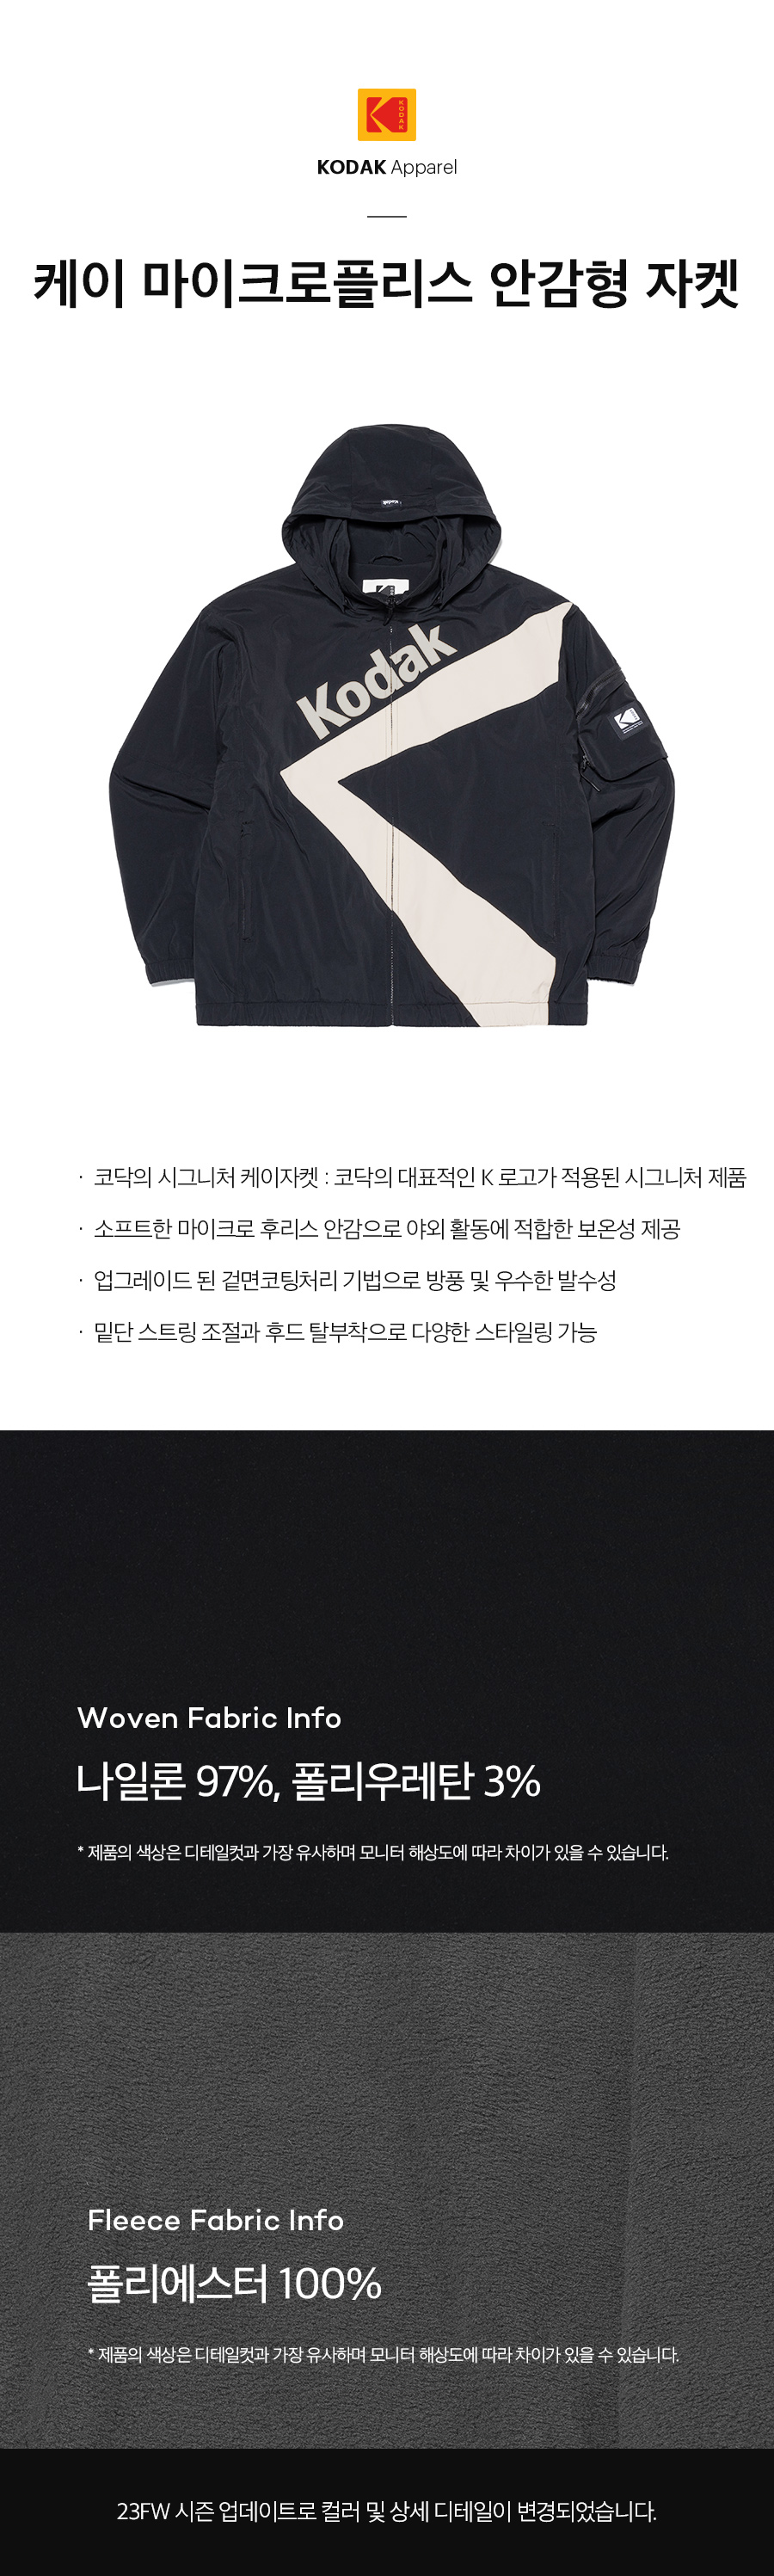 KODAK
KODAK Apparel
케이 마이크로플리스 안감형 자켓
Kodak
· 코닥의 시그니처 케이자켓 : 코닥의 대표적인 K 로고가 적용된 시그니처 제품
· 소프트한 마이크로 후리스 안감으로 야외 활동에 적합한 보온성 제공
· 업그레이드 된 겉면코팅처리 기법으로 방풍 및 우수한 발수성
· 밑단 스트링 조절과 후드 탈부착으로 다양한 스타일링 가능
Woven Fabric Info
나일론 97%, 폴리우레탄 3%
* 제품의 색상은 디테일컷과 가장 유사하며 모니터 해상도에 따라 차이가 있을 수 있습니다.
Fleece Fabric Info
폴리에스터 100%
* 제품의 색상은 디테일컷과 가장 유사하며 모니터 해상도에 따라 차이가 있을 수 있습니다.
23FW 시즌 업데이트로 컬러 및 상세 디테일이 변경되었습니다.